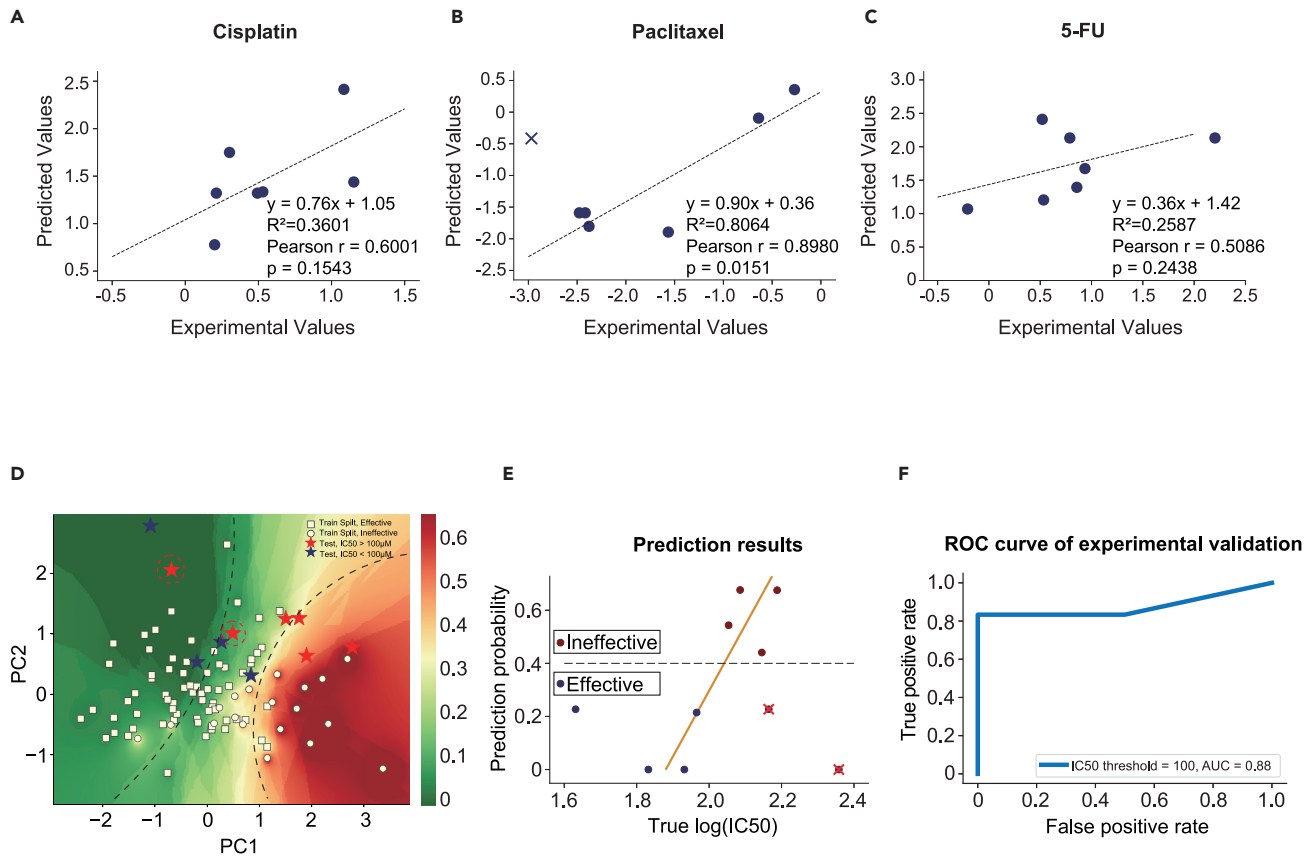 A
Cisplatin
Predicted Values
2.5
2.0
1.5
1.0
0.5
y = 0.76x + 1.05
R²=0.3601
Pearson r = 0.6001
p = 0.1543
-0.5 0 0.5 1.0 1.5
Experimental Values
B
Paclitaxel
Predicted Values
0.5
0
-0.5
-1.0
-1.5
-2.0
-2.5
y = 0.90x + 0.36
R²=0.8064
Pearson r = 0.8980
p = 0.0151
-3.0 -2.5 -2.0 -1.5 -1.0 -0.5 0
Experimental Values
C
5-FU
Predicted Values
3.0
2.5
2.0
1.5
1.0
0.5
0
y = 0.36x + 1.42
R²=0.2587
Pearson r = 0.5086
p = 0.2438
-0.5 0 0.5 1.0 1.5 2.0 2.5
Experimental Values
D
PC2
2
1
0
−1
Train Spilt, Effective
Train Spilt, Ineffective
Test, IC50 > 100μM
Test, IC50 < 100μM
−2 −1 0 1 2 3
PC1
0.6
0.5
0.4
0.3
0.2
0.1
0
E
Prediction results
Prediction probability
0.6
0.4
0.2
0
Ineffective
Effective
1.6 1.8 2.0 2.2 2.4
True log(IC50)
F
ROC curve of experimental validation
True positive rate
1.0
0.8
0.6
0.4
0.2
0
IC50 threshold = 100, AUC = 0.88
0 0.2 0.4 0.6 0.8 1.0
False positive rate